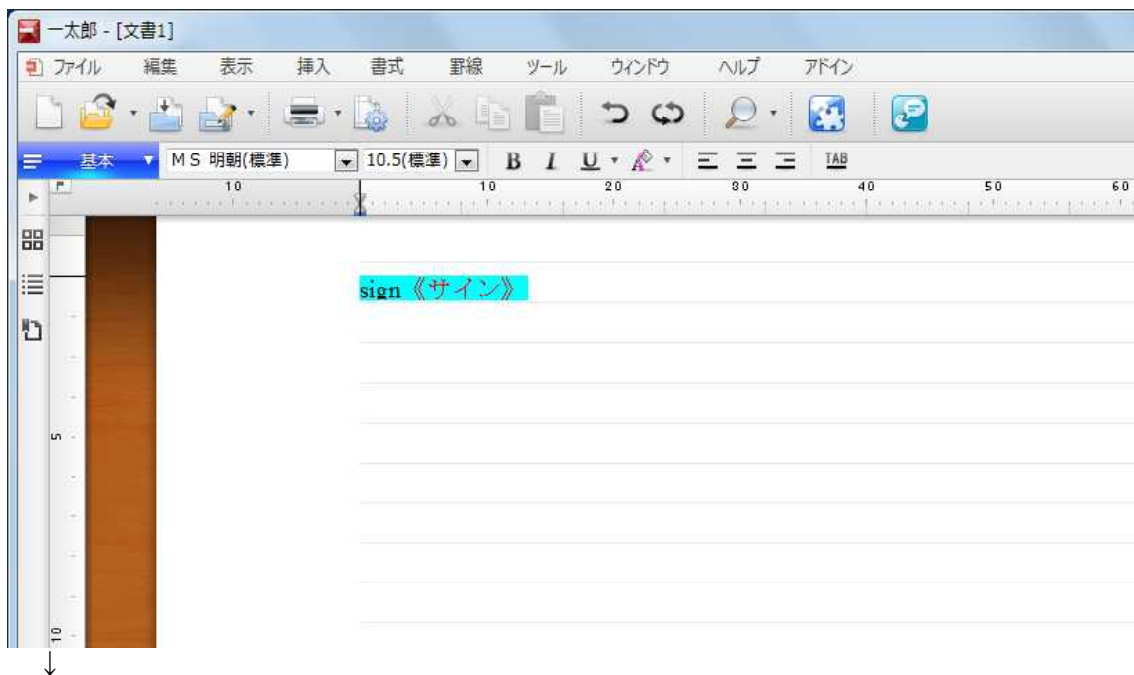 一太郎 - [文書1]
ファイル 編集 表示 挿入 書式 罫線 ツール ウィンドウ ヘルプ アドイン
基本 ▼ ＭＳ 明朝(標準) 10.5(標準) B I U TAB
10 10 20 30 40 50 60
sign《サイン》
5
10
↓